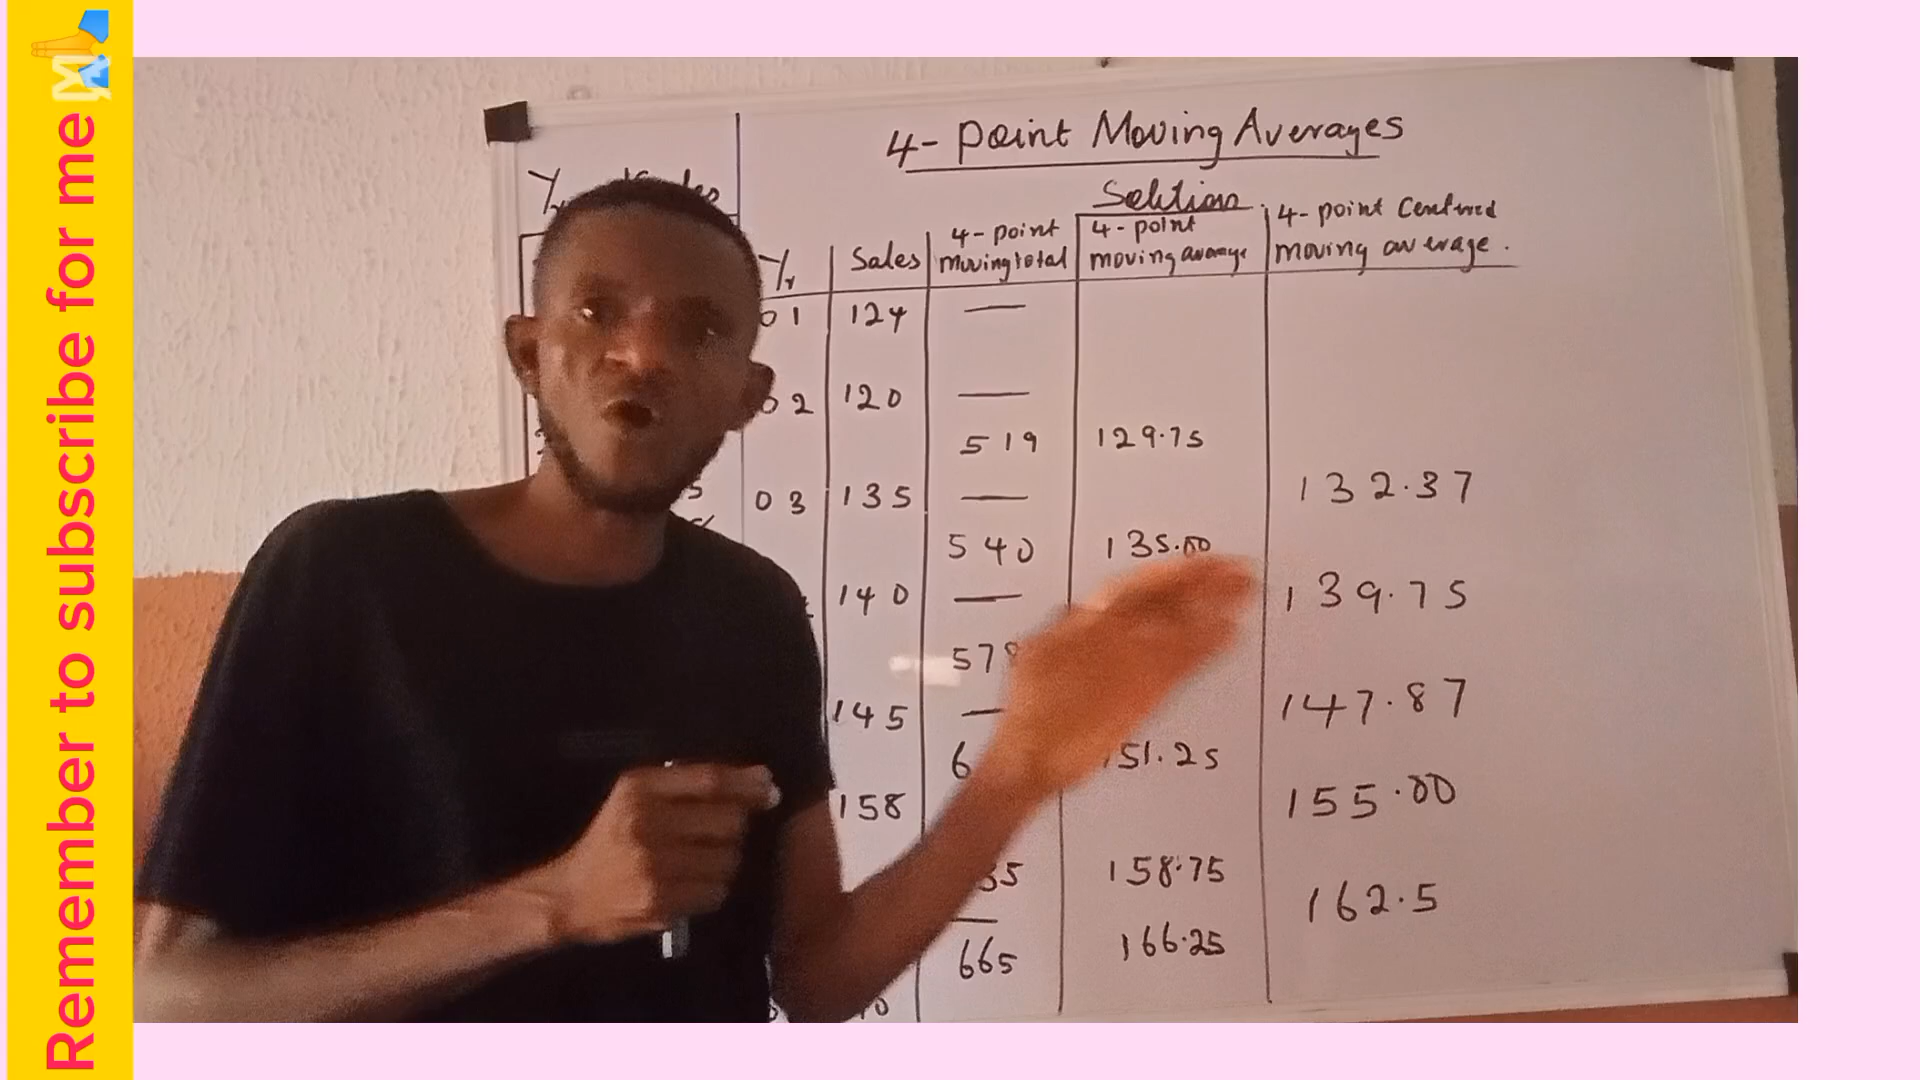 Remember to subscribe for me
4- Point Moving Averages
Solution
Yr
Sales
4-point moving total
4-point moving average
4-point Centred moving average.
01 124 —
02 120 —
519 129.75
03 135 — 132.37
540 135.00
140 — 139.75
578
145 — 147.87
6 151.25
158 155.00
35 158.75
— 162.5
665 166.25